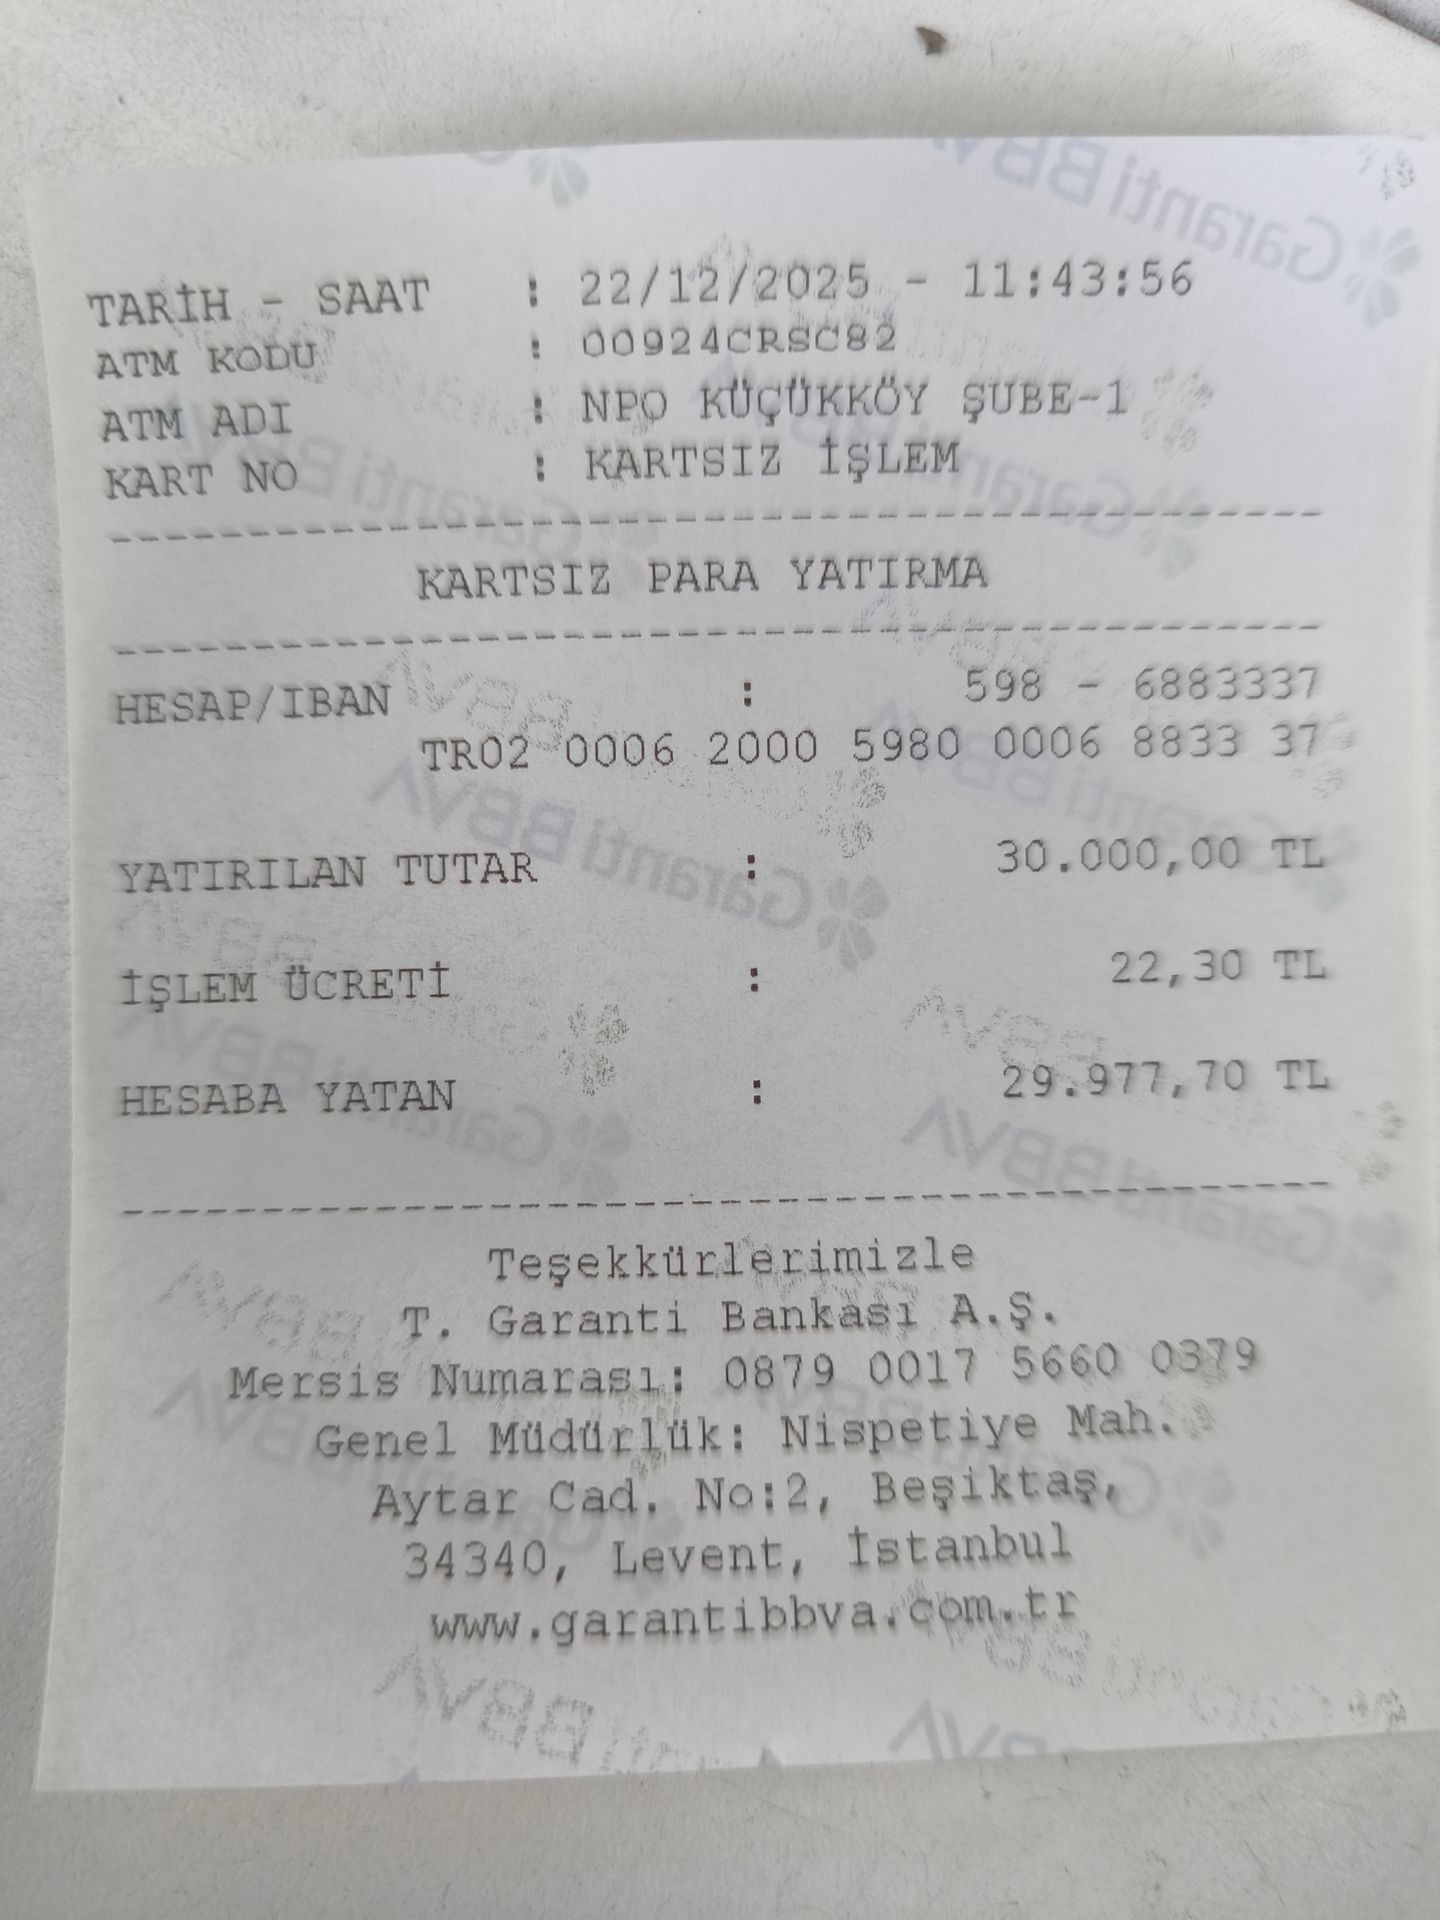 TARİH - SAAT : 22/12/2025 - 11:43:56
ATM KODU : 00924CRSC82
ATM ADI : NPO KÜÇÜKKÖY ŞUBE-1
KART NO : KARTSIZ İŞLEM
KARTSIZ PARA YATIRMA
HESAP/IBAN : 598 - 6883337
TR02 0006 2000 5980 0006 8833 37
YATIRILAN TUTAR : 30.000,00 TL
İŞLEM ÜCRETİ : 22,30 TL
HESABA YATAN : 29.977,70 TL
Teşekkürlerimizle
T. Garanti Bankası A.Ş.
Mersis Numarası: 0879 0017 5660 0379
Genel Müdürlük: Nispetiye Mah.
Aytar Cad. No:2, Beşiktaş,
34340, Levent, İstanbul
www.garantibbva.com.tr